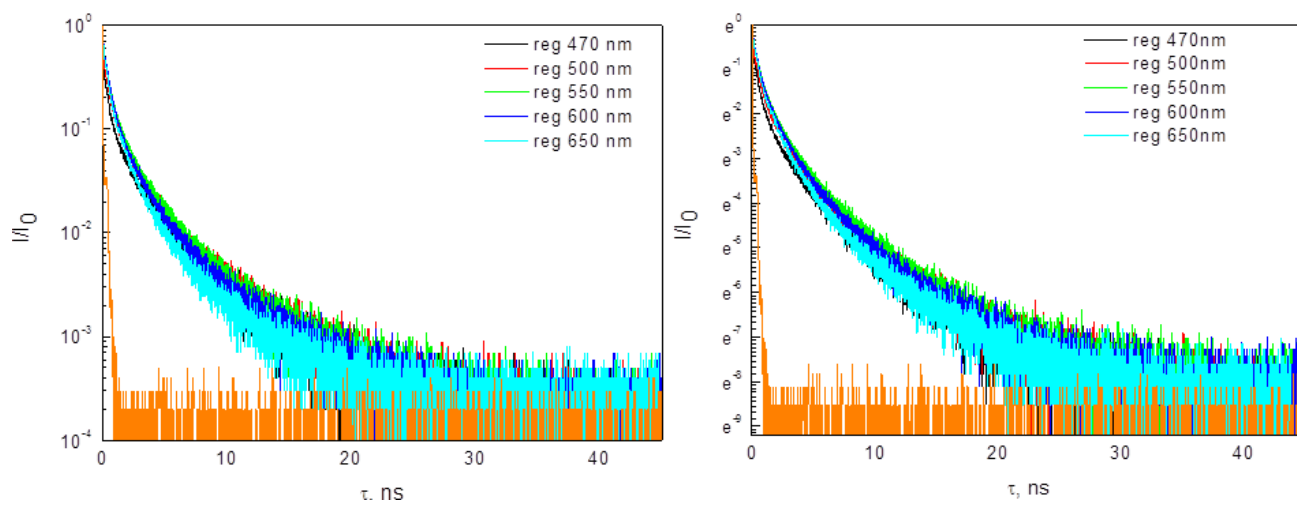 10⁰
10⁻¹
10⁻²
10⁻³
10⁻⁴
I/I₀
reg 470 nm
reg 500 nm
reg 550 nm
reg 600 nm
reg 650 nm
0 10 20 30 40
τ, ns
e⁰
e⁻¹
e⁻²
e⁻³
e⁻⁴
e⁻⁵
e⁻⁶
e⁻⁷
e⁻⁸
e⁻⁹
I/I₀
reg 470nm
reg 500nm
reg 550nm
reg 600nm
reg 650nm
0 10 20 30 40
τ, ns